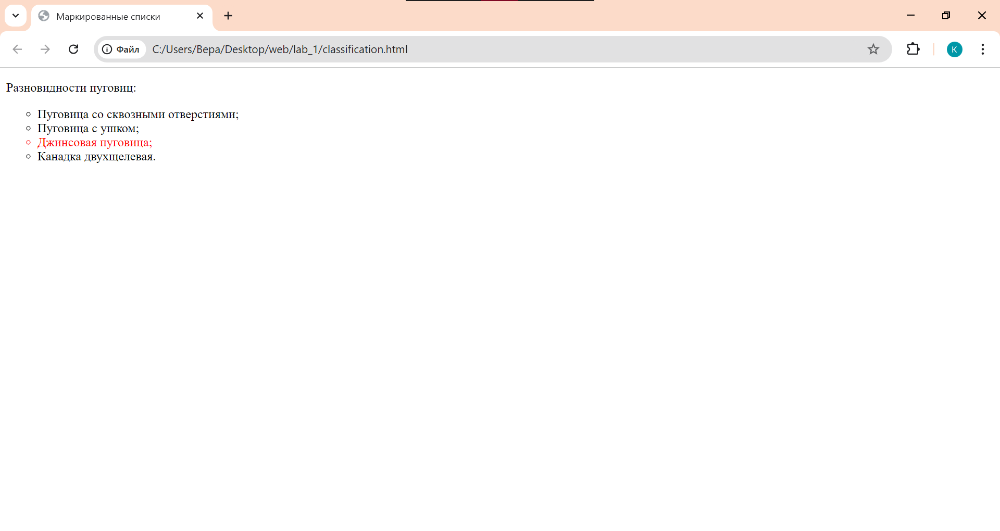 Маркированные списки
Файл C:/Users/Вера/Desktop/web/lab_1/classification.html
K
Разновидности пуговиц:
Пуговица со сквозными отверстиями;
Пуговица с ушком;
Джинсовая пуговица;
Канадка двухщелевая.